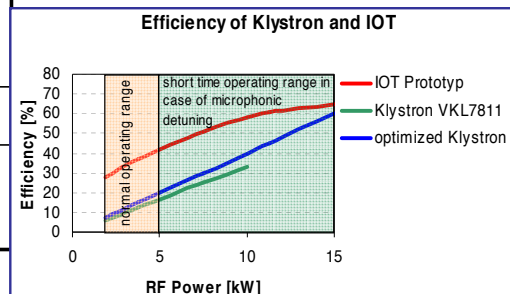 Efficiency of Klystron and IOT
Efficiency [%]
80
70
60
50
40
30
20
10
0
normal operating range
short time operating range in
case of microphonic
detuning
0
5
10
15
RF Power [kW]
IOT Prototyp
Klystron VKL7811
optimized Klystron